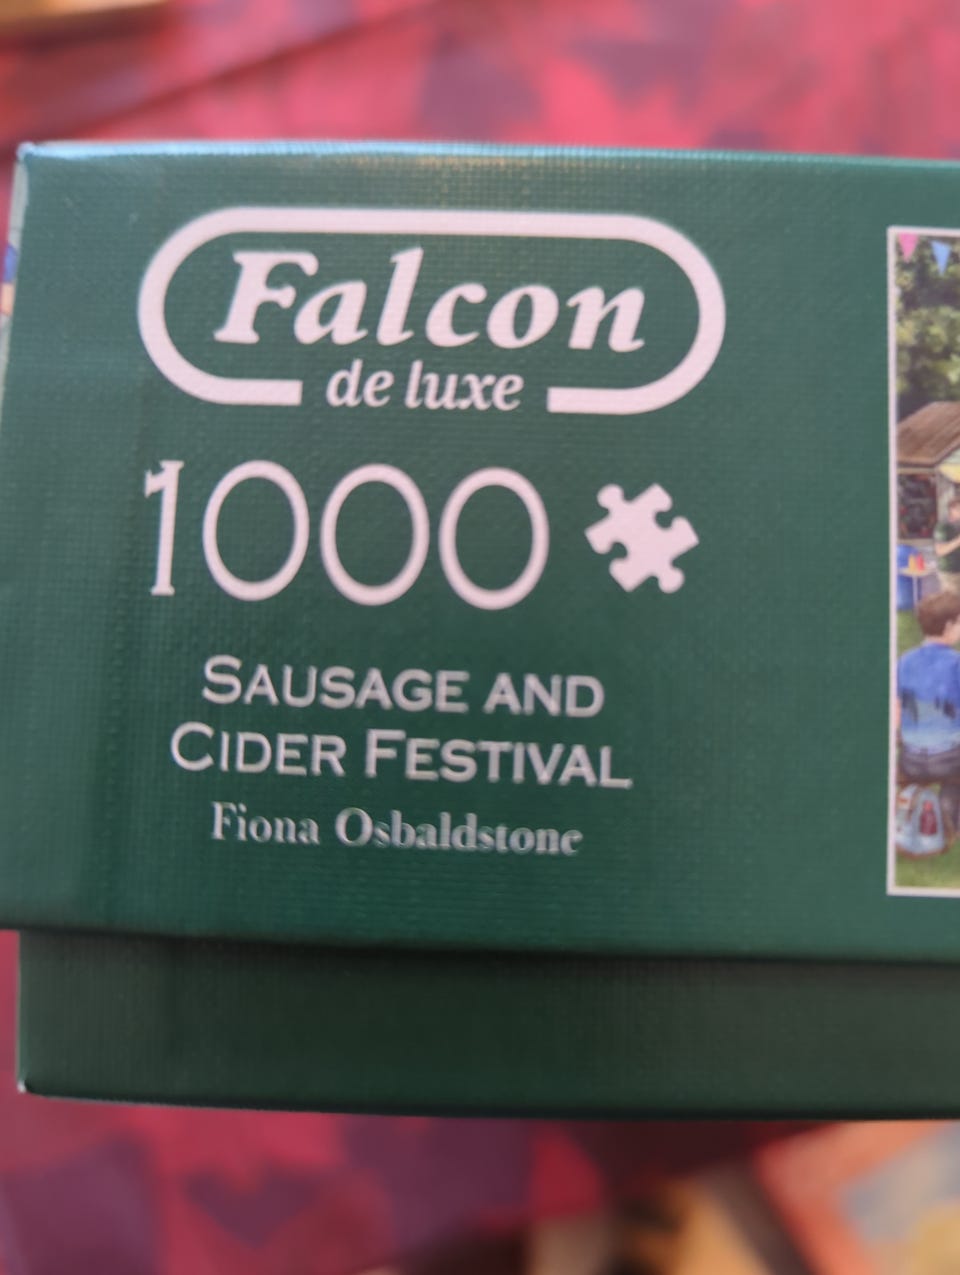 Falcon
de luxe
1000
SAUSAGE AND
CIDER FESTIVAL
Fiona Osbaldstone